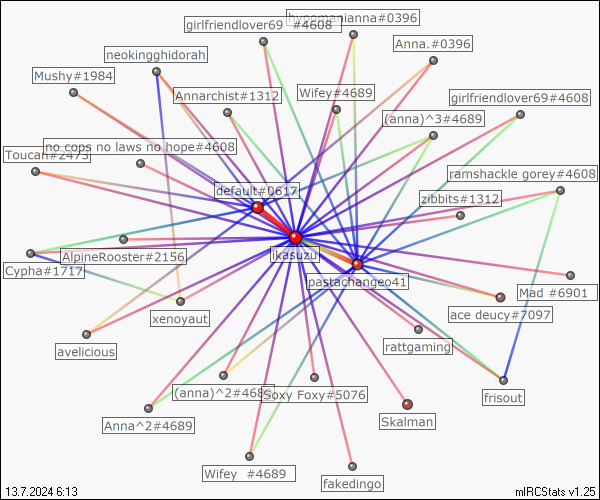 girlfriendlover69 #4608
hypomanianna#0396
neokingghidorah
Anna.#0396
Mushy#1984
Annarchist#1312
Wifey#4689
girlfriendlover69#4608
(anna)^3#4689
Toucan#2473
no cops no laws no hope#4608
ramshackle gorey#4608
default#0617
zibbits#1312
AlpineRooster#2156
ikasuzu
Cypha#1717
pastachangeo41
Mad #6901
xenoyaut
ace deucy#7097
avelicious
rattgaming
(anna)^2#4689
Soxy Foxy#5076
frisout
Anna^2#4689
Skalman
Wifey #4689
fakedingo
13.7.2024 6:13
mIRCStats v1.25